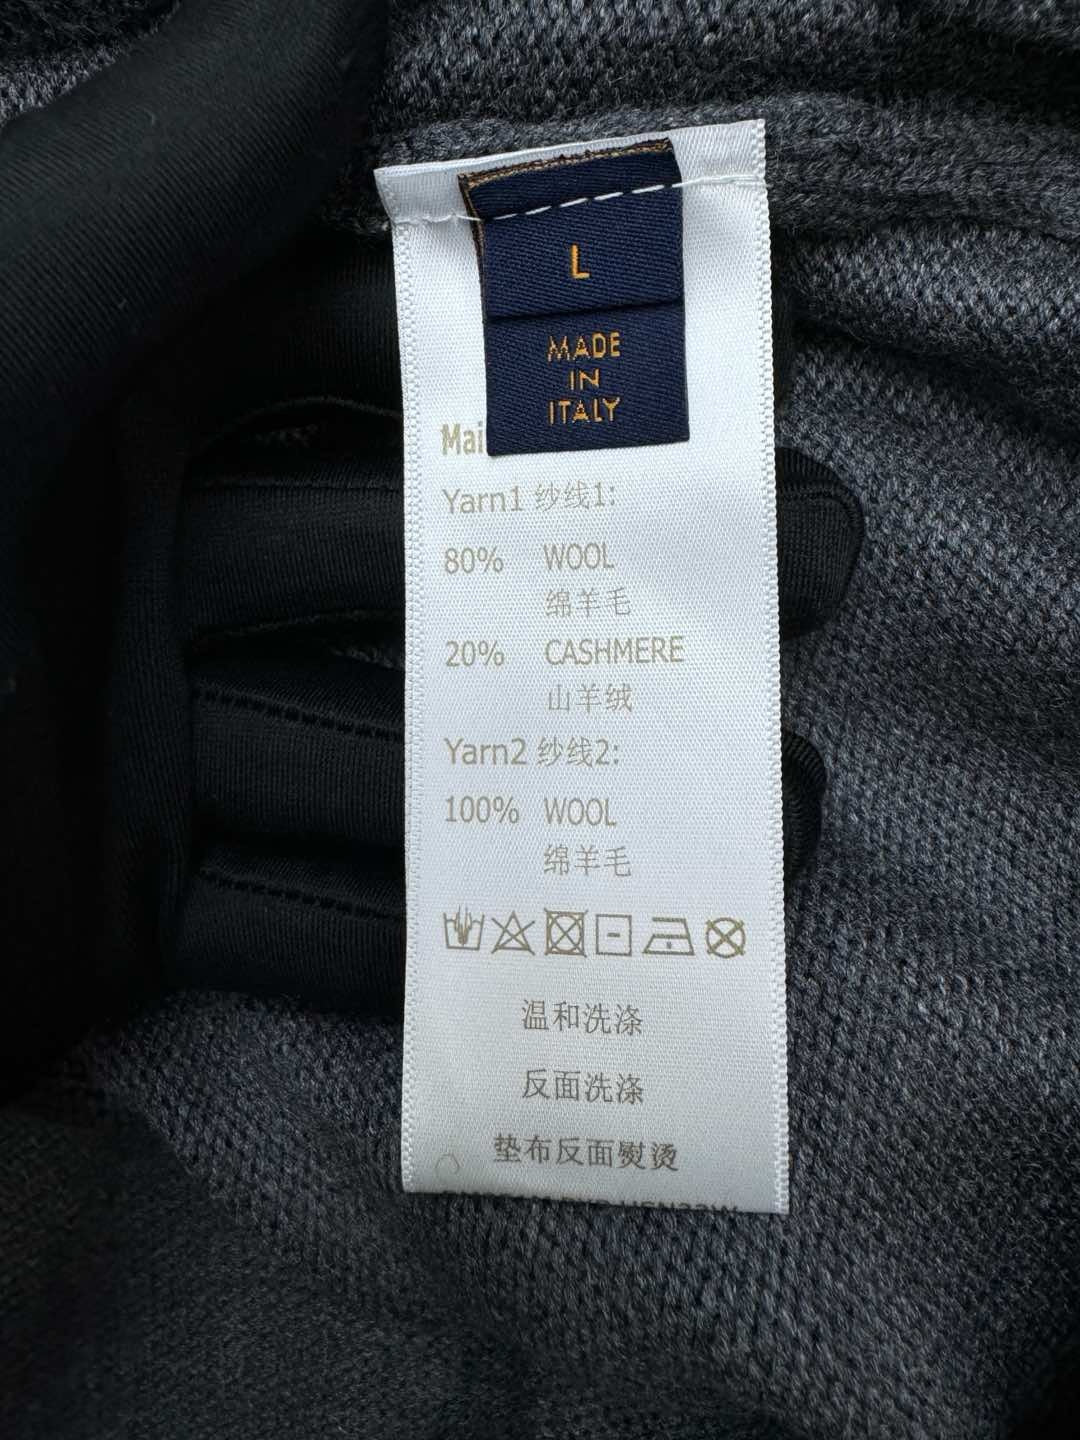 L
MADE
IN
ITALY
Mai
Yarn1 纱线1:
80% WOOL
绵羊毛
20% CASHMERE
山羊绒
Yarn2 纱线2:
100% WOOL
绵羊毛
温和洗涤
反面洗涤
垫布反面熨烫